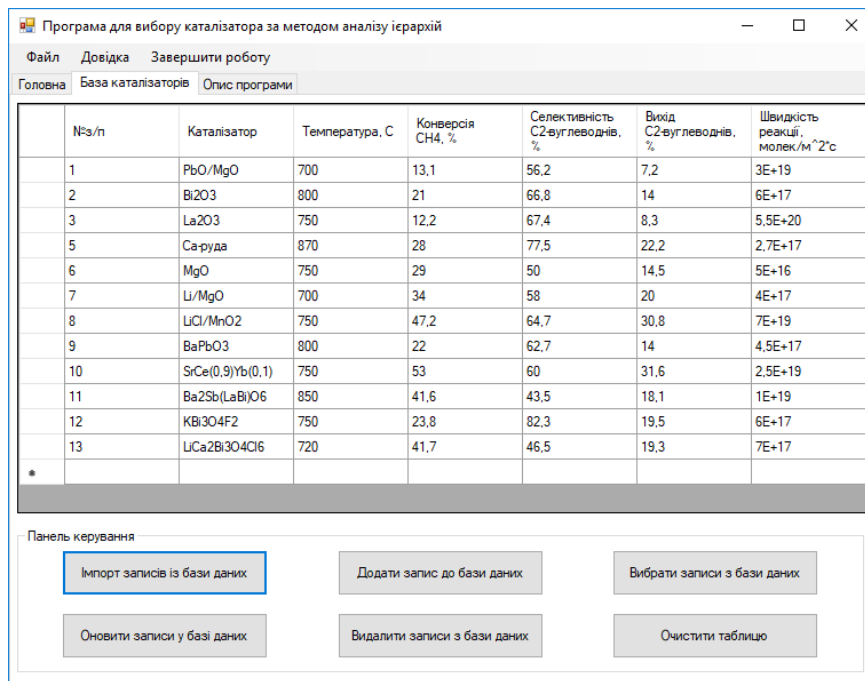 Програма для вибору каталізатора за методом аналізу ієрархій
Файл Довідка Завершити роботу
Головна База каталізаторів Опис програми
№з/п Каталізатор Температура, С Конверсія CH4, % Селективність С2-вуглеводнів, % Вихід С2-вуглеводнів, % Швидкість реакції, молек/м^2*с
1 PbO/MgO 700 13,1 56,2 7,2 3E+19
2 Bi2O3 800 21 66,8 14 6E+17
3 La2O3 750 12,2 67,4 8,3 5,5E+20
5 Са-руда 870 28 77,5 22,2 2,7E+17
6 MgO 750 29 50 14,5 5E+16
7 Li/MgO 700 34 58 20 4E+17
8 LiCl/MnO2 750 47,2 64,7 30,8 7E+19
9 BaPbO3 800 22 62,7 14 4,5E+17
10 SrCe(0,9)Yb(0,1) 750 53 60 31,6 2,5E+19
11 Ba2Sb(LaBi)O6 850 41,6 43,5 18,1 1E+19
12 KBi3O4F2 750 23,8 82,3 19,5 6E+17
13 LiCa2Bi3O4Cl6 720 41,7 46,5 19,3 7E+17
Панель керування
Імпорт записів із бази даних Додати запис до бази даних Вибрати записи з бази даних
Оновити записи у базі даних Видалити записи з бази даних Очистити таблицю